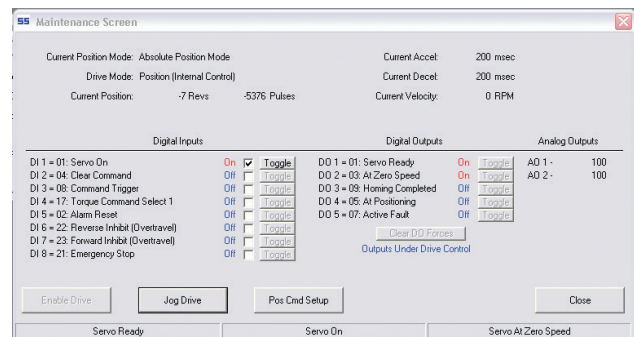 SS Maintenance Screen
Current Position Mode: Absolute Position Mode Current Accel: 200 msec
Drive Mode: Position (Internal Control) Current Decel: 200 msec
Current Position: -7 Revs -5376 Pulses Current Velocity: 0 RPM
Digital Inputs Digital Outputs Analog Outputs
DI 1 = 01: Servo On On Toggle DO 1 = 01: Servo Ready On Toggle AO 1 - 100
DI 2 = 04: Clear Command Off Toggle DO 2 = 03: At Zero Speed On Toggle AO 2 - 100
DI 3 = 08: Command Trigger Off Toggle DO 3 = 09: Homing Completed Off Toggle
DI 4 = 17: Torque Command Select 1 Off Toggle DO 4 = 05: At Positioning Off Toggle
DI 5 = 02: Alarm Reset Off Toggle DO 5 = 07: Active Fault Off Toggle
DI 6 = 22: Reverse Inhibit (Overtravel) Off Toggle Clear DO Forces
DI 7 = 23: Forward Inhibit (Overtravel) Off Toggle Outputs Under Drive Control
DI 8 = 21: Emergency Stop Off Toggle
Enable Drive Jog Drive Pos Cmd Setup Close
Servo Ready Servo On Servo At Zero Speed